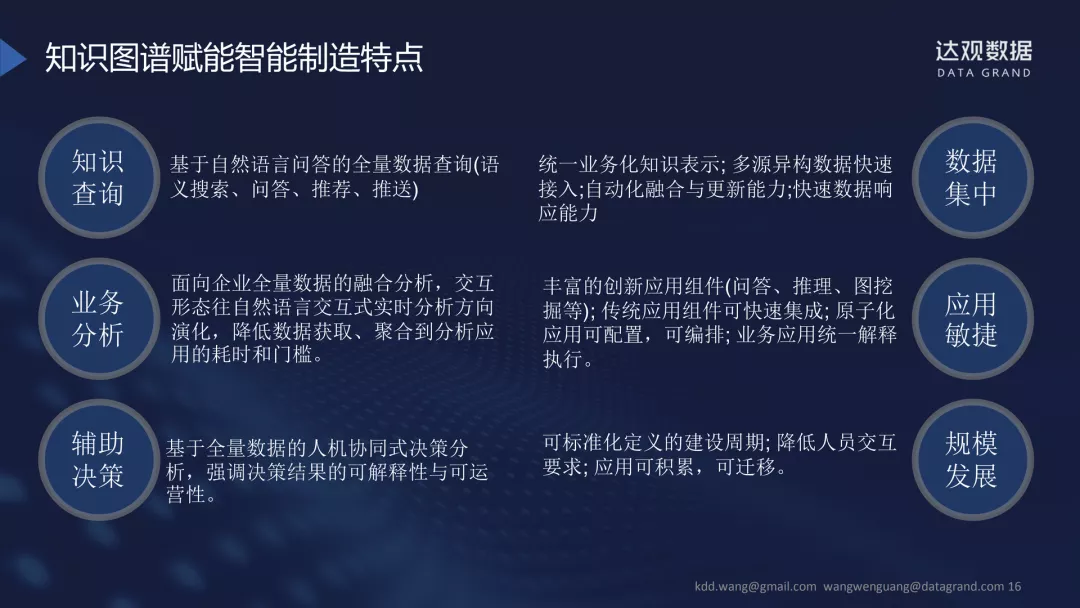 知识图谱赋能智能制造特点
达观数据
DATA GRAND
知识
查询
基于自然语言问答的全量数据查询(语
义搜索、问答、推荐、推送)
统一业务化知识表示; 多源异构数据快速
接入;自动化融合与更新能力;快速数据响
应能力
数据
集中
业务
分析
面向企业全量数据的融合分析，交互
形态往自然语言交互式实时分析方向
演化，降低数据获取、聚合到分析应
用的耗时和门槛。
丰富的创新应用组件(问答、推理、图挖
掘等); 传统应用组件可快速集成; 原子化
应用可配置，可编排; 业务应用统一解释
执行。
应用
敏捷
辅助
决策
基于全量数据的人机协同式决策分
析，强调决策结果的可解释性与可运
营性。
可标准化定义的建设周期; 降低人员交互
要求; 应用可积累，可迁移。
规模
发展
kdd.wang@gmail.com wangwenguang@datagrand.com 16